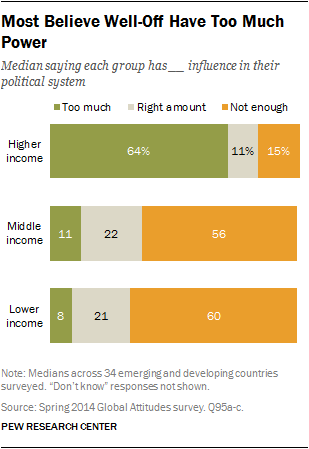 Most Believe Well-Off Have Too Much
Power
Median saying each group has __ influence in their
political system
Too much Right amount Not enough
Higher
income
64% 11% 15%
Middle
income
11 22 56
Lower
income
8 21 60
Note: Medians across 34 emerging and developing countries
surveyed. “Don’t know” responses not shown.
Source: Spring 2014 Global Attitudes survey. Q95a-c.
PEW RESEARCH CENTER